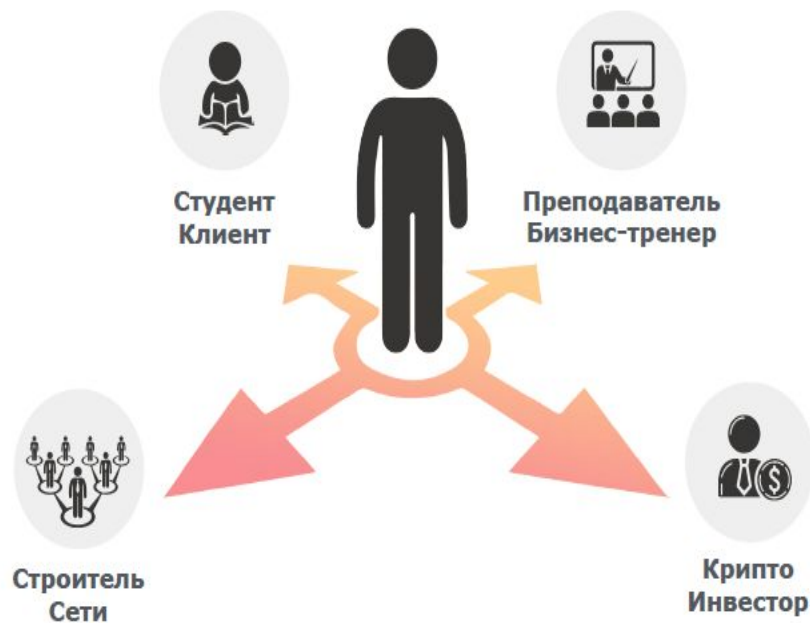 Студент
Клиент
Преподаватель
Бизнес-тренер
Строитель
Сети
Крипто
Инвестор
$